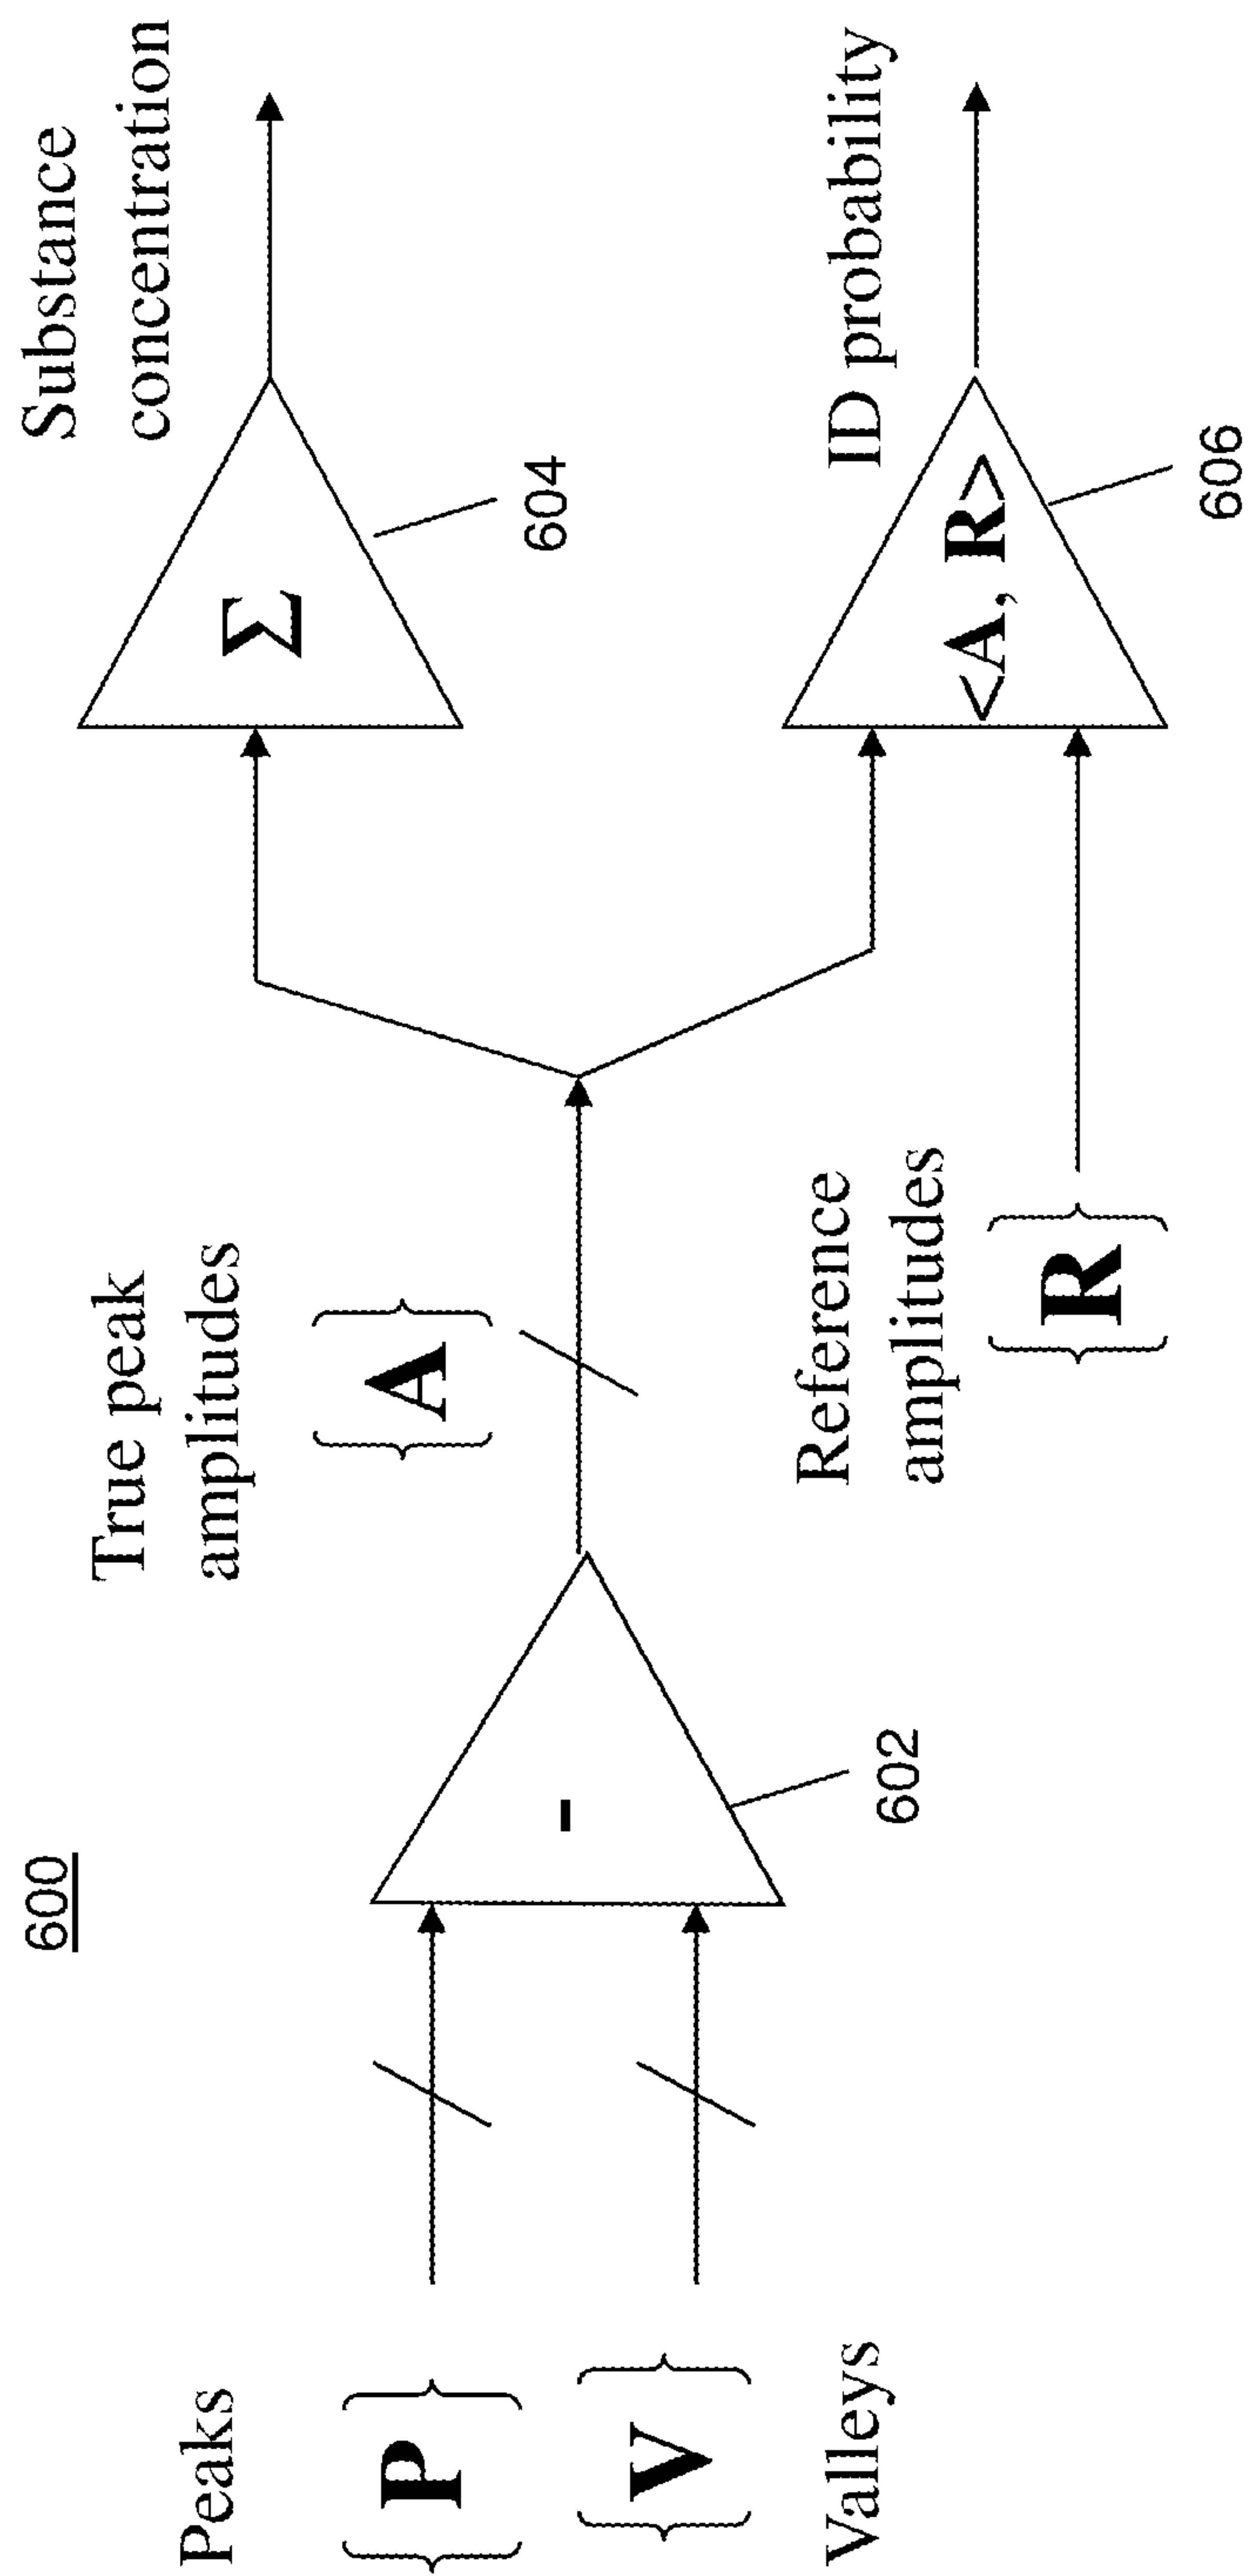 600
Peaks
{P}
{V}
Valleys
-
602
True peak
amplitudes
{A}
Reference
amplitudes
{R}
Σ
604
Substance
concentration
<A, R>
606
ID probability